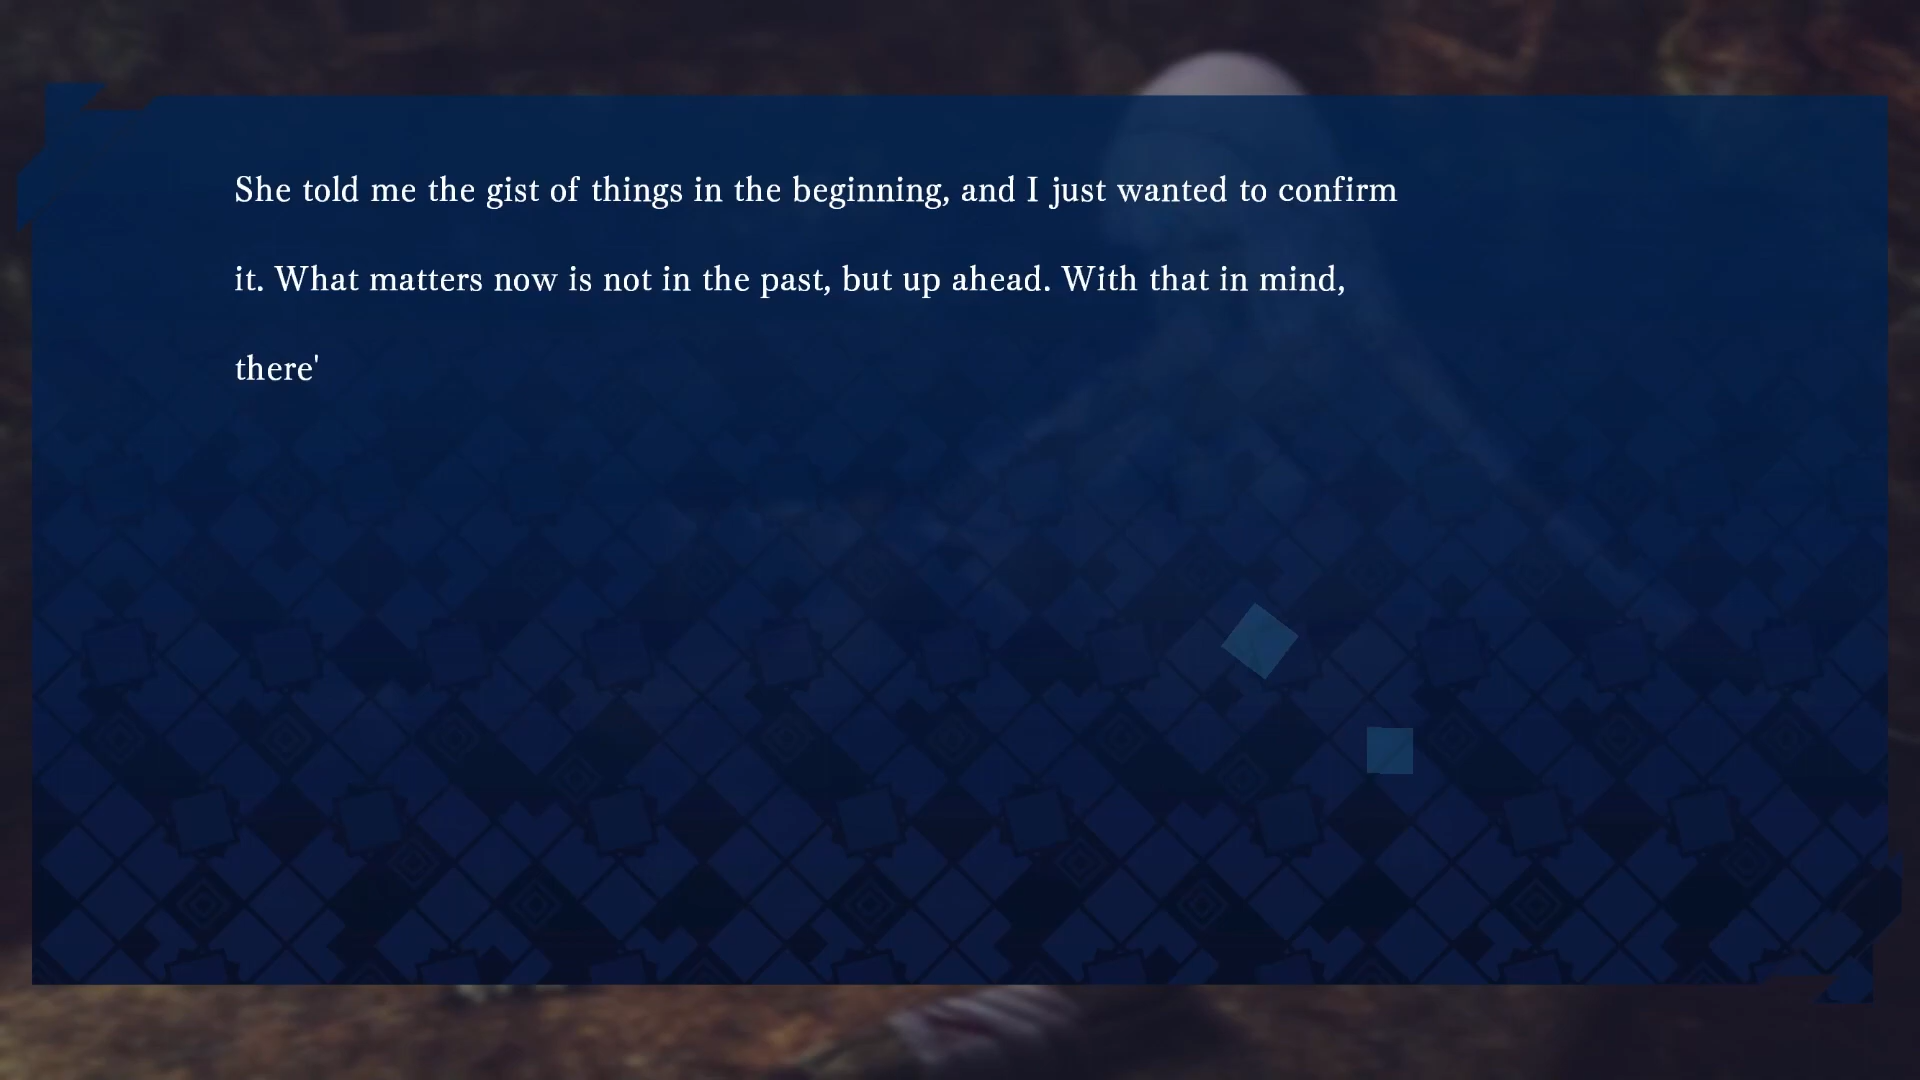 She told me the gist of things in the beginning, and I just wanted to confirm
it. What matters now is not in the past, but up ahead. With that in mind,
there'